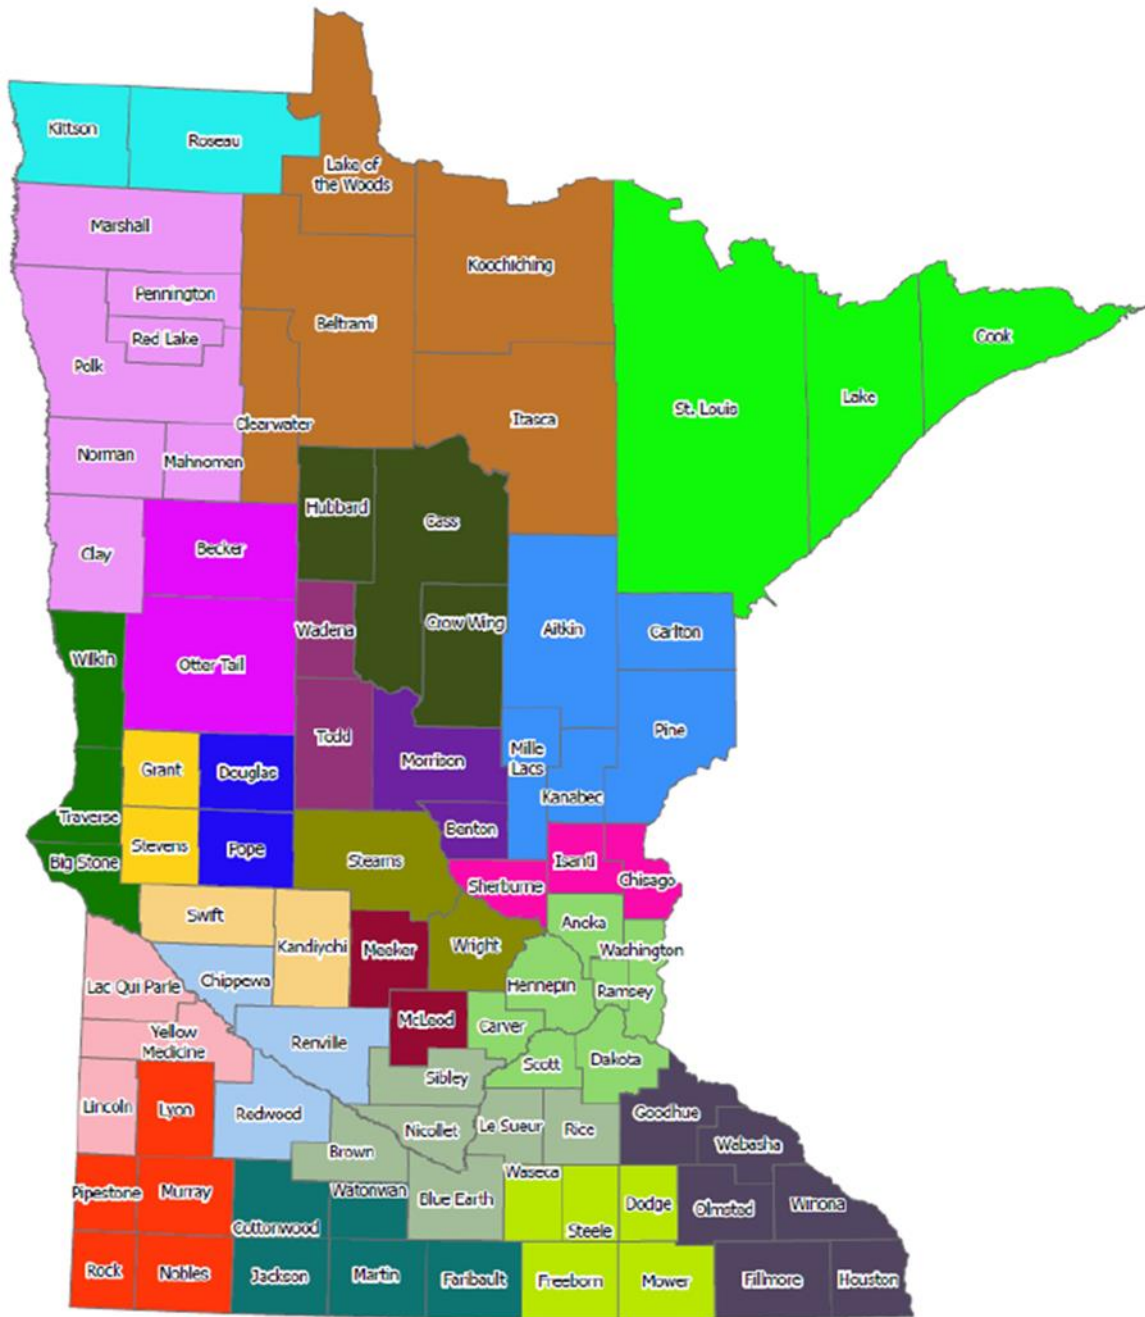 Kittson
Roseau
Lake of
the Woods
Marshall
Koochiching
Pennington
Beltrami
Red Lake
Cook
Polk
Lake
St. Louis
Itasca
Clearwater
Norman
Mahnomen
Hubbard
Cass
Clay
Becker
Crow Wing
Aitkin
Carlton
Wadena
Wilkin
Otter Tail
Pine
Todd
Mille
Lacs
Morrison
Grant
Douglas
Kanabec
Traverse
Benton
Stevens
Pope
Big Stone
Stearns
Isanti
Chisago
Sherburne
Swift
Anoka
Kandiyohi
Meeker
Wright
Washington
Chippewa
Lac Qui Parle
Hennepin
Ramsey
McLeod
Carver
Yellow
Medicine
Renville
Scott
Dakota
Sibley
Lincoln
Lyon
Redwood
Goodhue
Le Sueur
Rice
Nicollet
Wabasha
Brown
Waseca
Pipestone
Murray
Watonwan
Blue Earth
Dodge
Olmsted
Winona
Cottonwood
Steele
Rock
Nobles
Jackson
Martin
Faribault
Freeborn
Mower
Fillmore
Houston